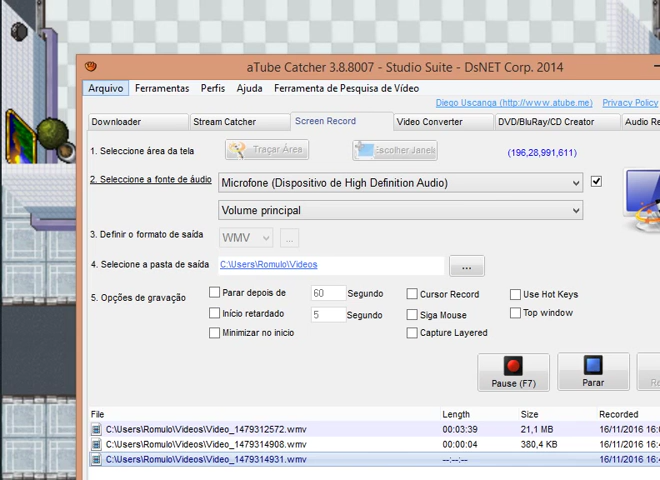 aTube Catcher 3.8.8007 - Studio Suite - DsNET Corp. 2014
Arquivo Ferramentas Perfis Ajuda Ferramenta de Pesquisa de Vídeo
Diego Uscanga (http://www.atube.me) Privacy Policy
Downloader Stream Catcher Screen Record Video Converter DVD/BluRay/CD Creator Audio Re
1. Seleccione área da tela Traçar Área Escolher Janela (196,28,991,611)
2. Seleccione a fonte de áudio Microfone (Dispositivo de High Definition Audio)
Volume principal
3. Definir o formato de saída WMV ...
4. Selecione a pasta de saída C:\Users\Romulo\Videos ...
5. Opções de gravação
Parar depois de 60 Segundo Cursor Record Use Hot Keys
Início retardado 5 Segundo Siga Mouse Top window
Minimizar no inicio Capture Layered
Pause (F7) Parar
File Length Size Recorded
C:\Users\Romulo\Videos\Video_1479312572.wmv 00:03:39 21,1 MB 16/11/2016 16:
C:\Users\Romulo\Videos\Video_1479314908.wmv 00:00:04 380,4 KB 16/11/2016 16:
C:\Users\Romulo\Videos\Video_1479314931.wmv --:--:-- 16/11/2016 16: